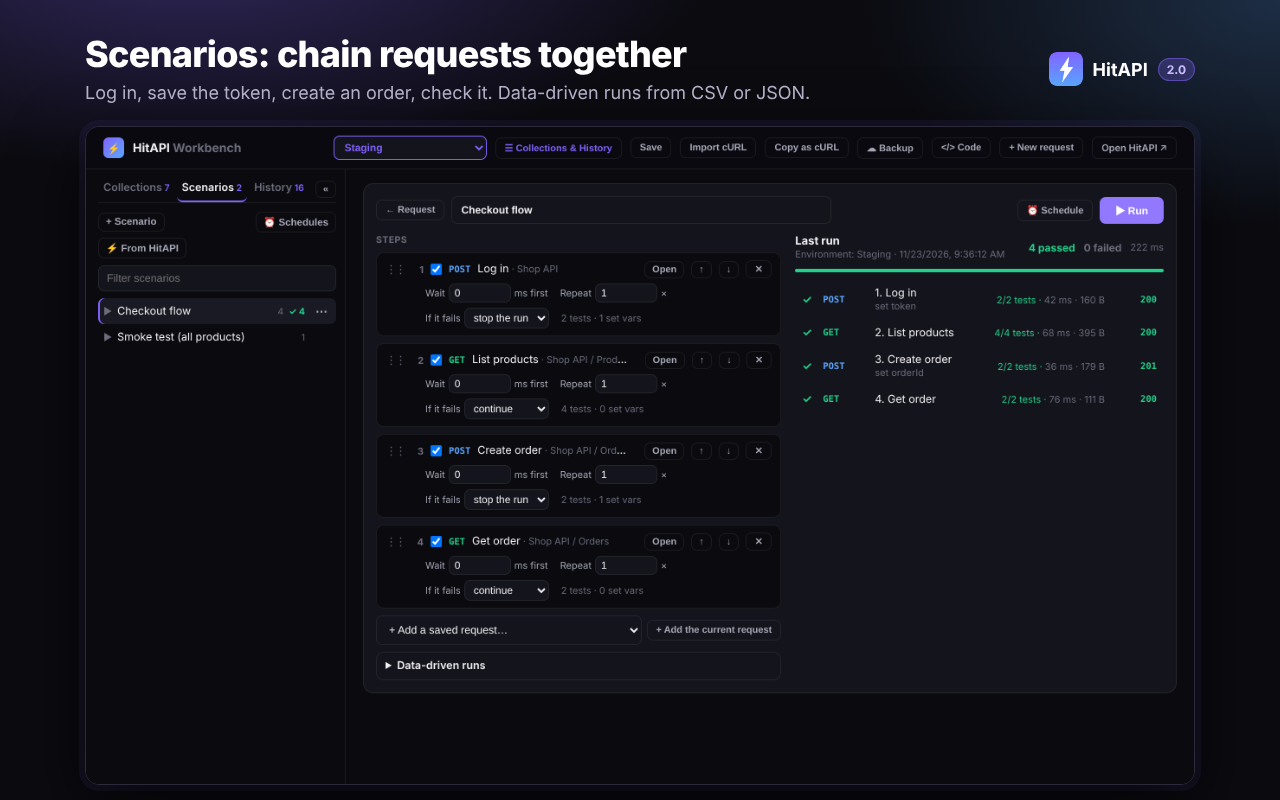 Scenarios: chain requests together
Log in, save the token, create an order, check it. Data-driven runs from CSV or JSON.
HitAPI 2.0
HitAPI Workbench
Staging
☰ Collections & History
Save
Import cURL
Copy as cURL
☁ Backup
</> Code
+ New request
Open HitAPI ↗
Collections 7
Scenarios 2
History 16
«
+ Scenario
⏰ Schedules
⚡ From HitAPI
Filter scenarios
▶ Checkout flow 4 ✓ 4 ⋯
▶ Smoke test (all products) 1
← Request
Checkout flow
⏰ Schedule
▶ Run
STEPS
1 POST Log in · Shop API Open ↑ ↓ ✕
Wait 0 ms first Repeat 1 ×
If it fails stop the run 2 tests · 1 set vars
2 GET List products · Shop API / Prod... Open ↑ ↓ ✕
Wait 0 ms first Repeat 1 ×
If it fails continue 4 tests · 0 set vars
3 POST Create order · Shop API / Ord... Open ↑ ↓ ✕
Wait 0 ms first Repeat 1 ×
If it fails stop the run 2 tests · 1 set vars
4 GET Get order · Shop API / Orders Open ↑ ↓ ✕
Wait 0 ms first Repeat 1 ×
If it fails continue 2 tests · 0 set vars
+ Add a saved request...
+ Add the current request
▶ Data-driven runs
Last run
Environment: Staging · 11/23/2026, 9:36:12 AM
4 passed 0 failed 222 ms
✓ POST 1. Log in 2/2 tests · 42 ms · 160 B 200
set token
✓ GET 2. List products 4/4 tests · 68 ms · 395 B 200
✓ POST 3. Create order 2/2 tests · 36 ms · 179 B 201
set orderId
✓ GET 4. Get order 2/2 tests · 76 ms · 111 B 200